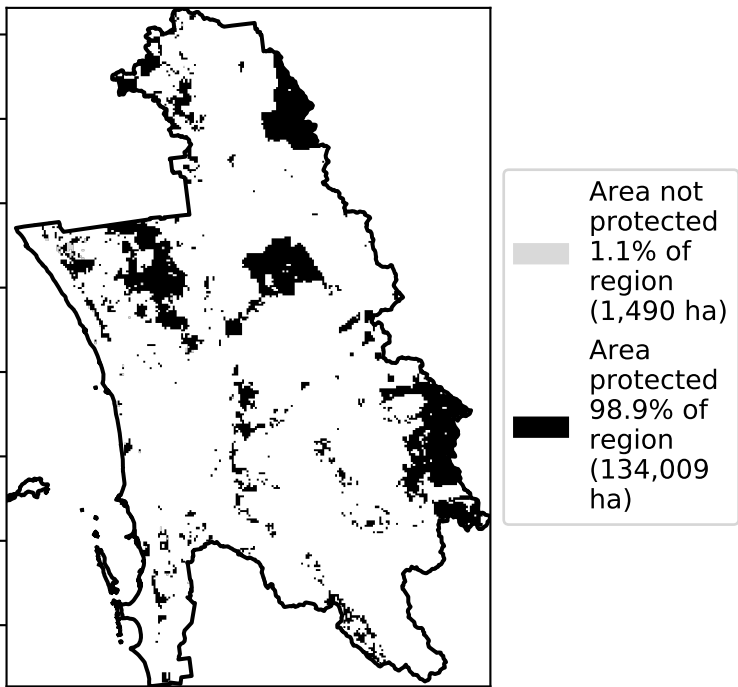 Area not
protected
1.1% of
region
(1,490 ha)
Area
protected
98.9% of
region
(134,009
ha)